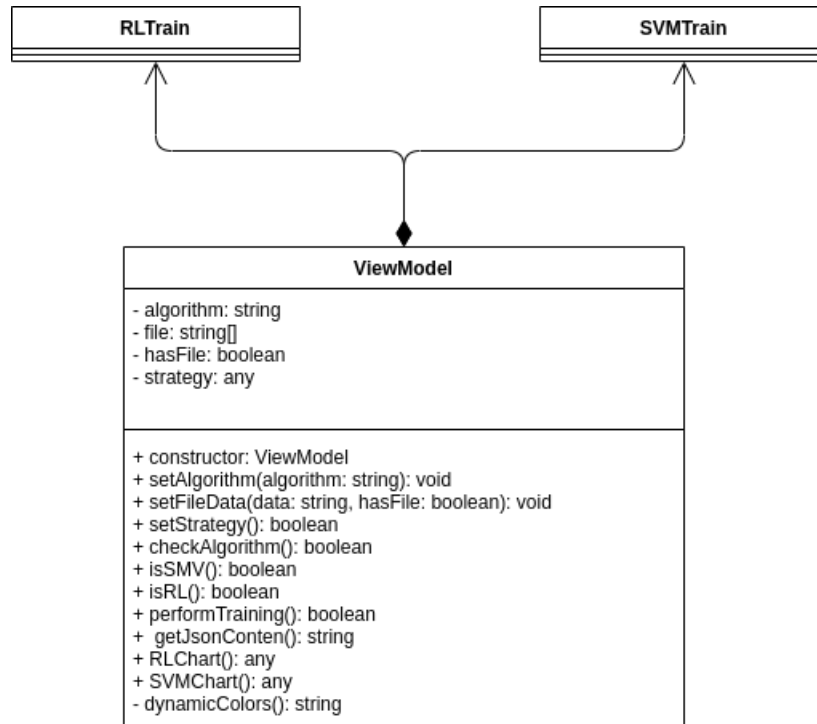 RLTrain
SVMTrain
ViewModel
- algorithm: string
- file: string[]
- hasFile: boolean
- strategy: any
+ constructor: ViewModel
+ setAlgorithm(algorithm: string): void
+ setFileData(data: string, hasFile: boolean): void
+ setStrategy(): boolean
+ checkAlgorithm(): boolean
+ isSMV(): boolean
+ isRL(): boolean
+ performTraining(): boolean
+  getJsonConten(): string
+ RLChart(): any
+ SVMChart(): any
- dynamicColors(): string